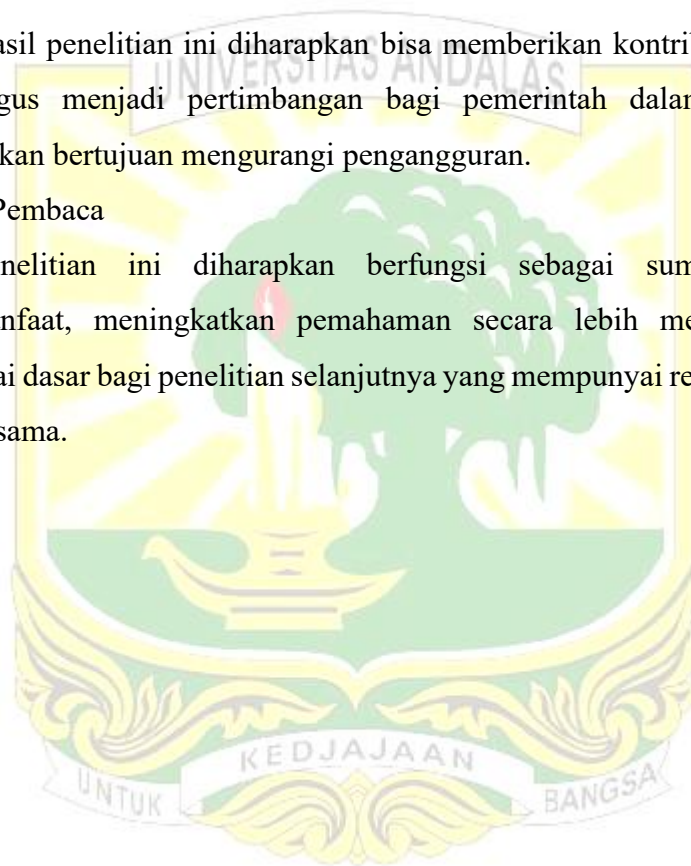 asil penelitian ini diharapkan bisa memberikan kontril
UNIVERSITAS ANDALAS
gus menjadi pertimbangan bagi pemerintah dalan
kan bertujuan mengurangi pengangguran.
Pembaca
nelitian ini diharapkan berfungsi sebagai sum
nfaat, meningkatkan pemahaman secara lebih me
ai dasar bagi penelitian selanjutnya yang mempunyai re
sama.
KEDJAJAAN
UNTUK BANGSA